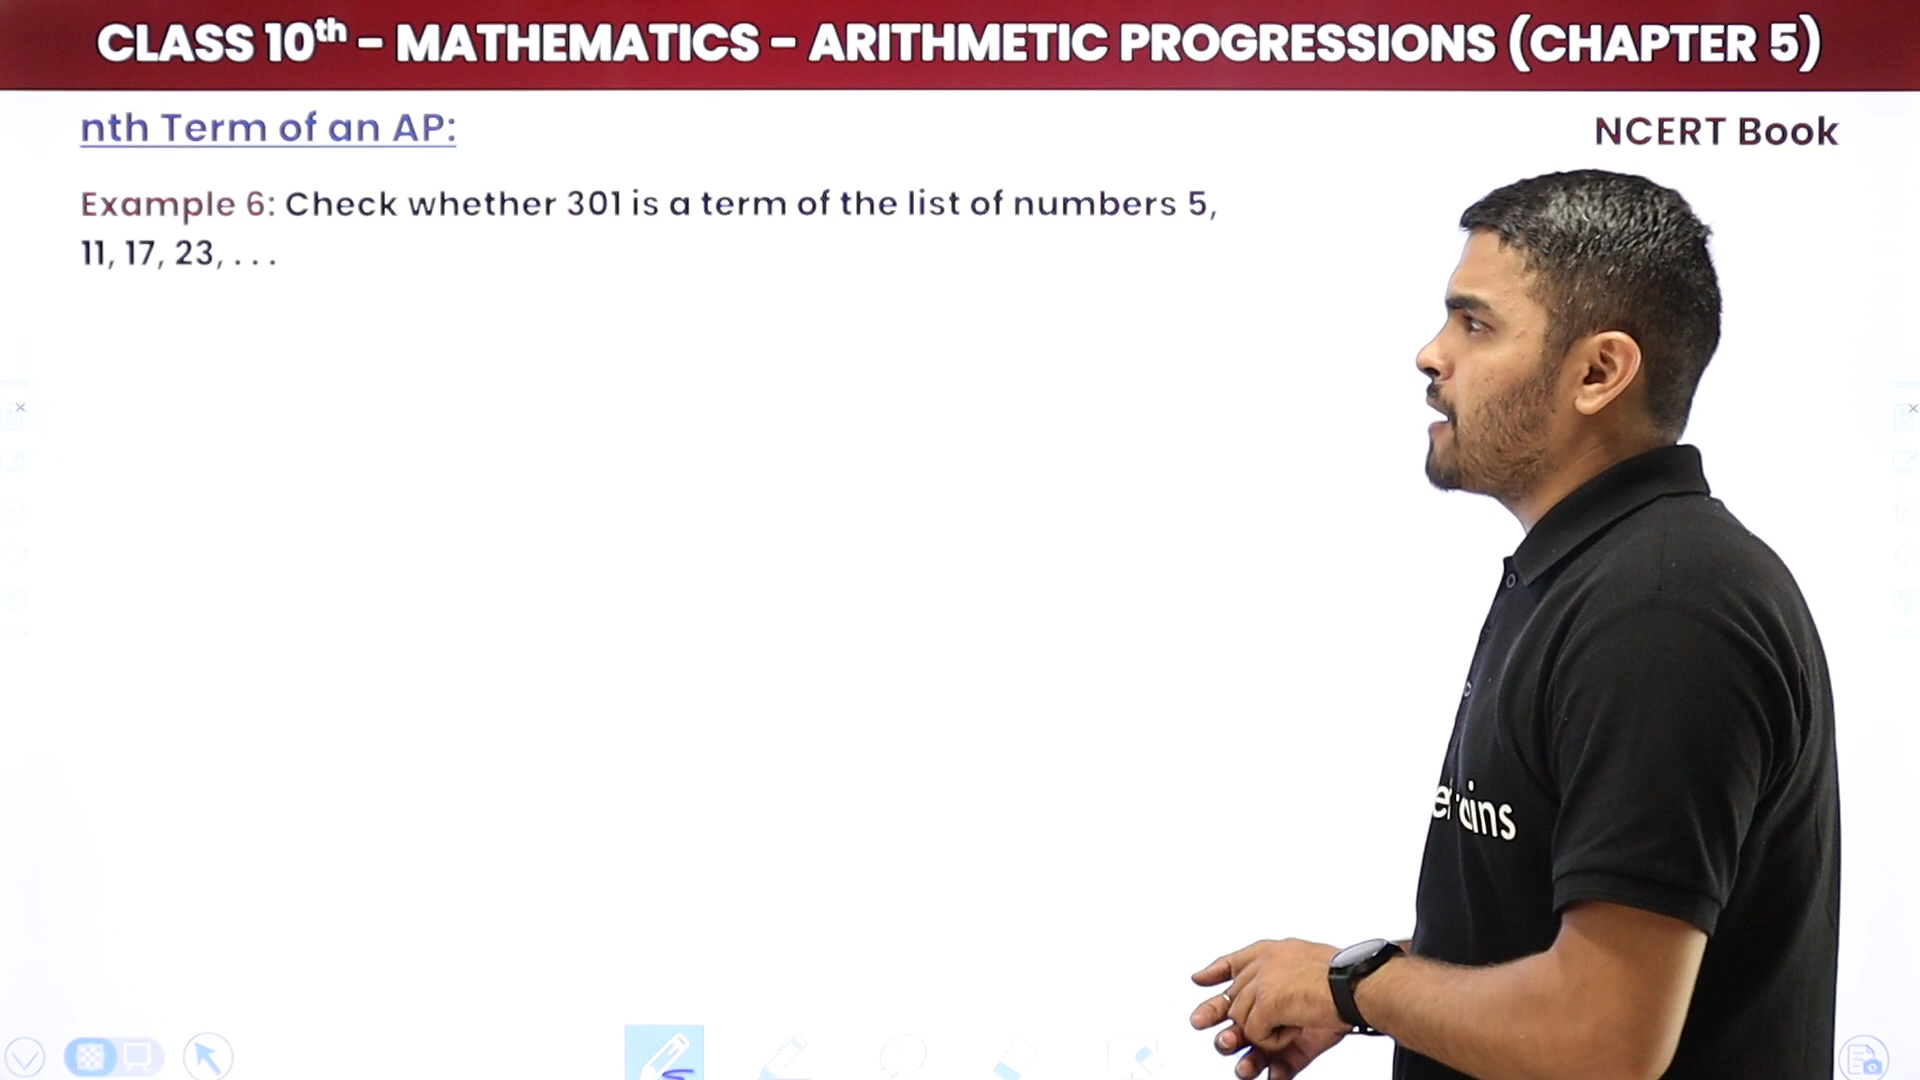 CLASS 10th - MATHEMATICS - ARITHMETIC PROGRESSIONS (CHAPTER 5)
nth Term of an AP:
NCERT Book
Example 6: Check whether 301 is a term of the list of numbers 5,
11, 17, 23, . . .